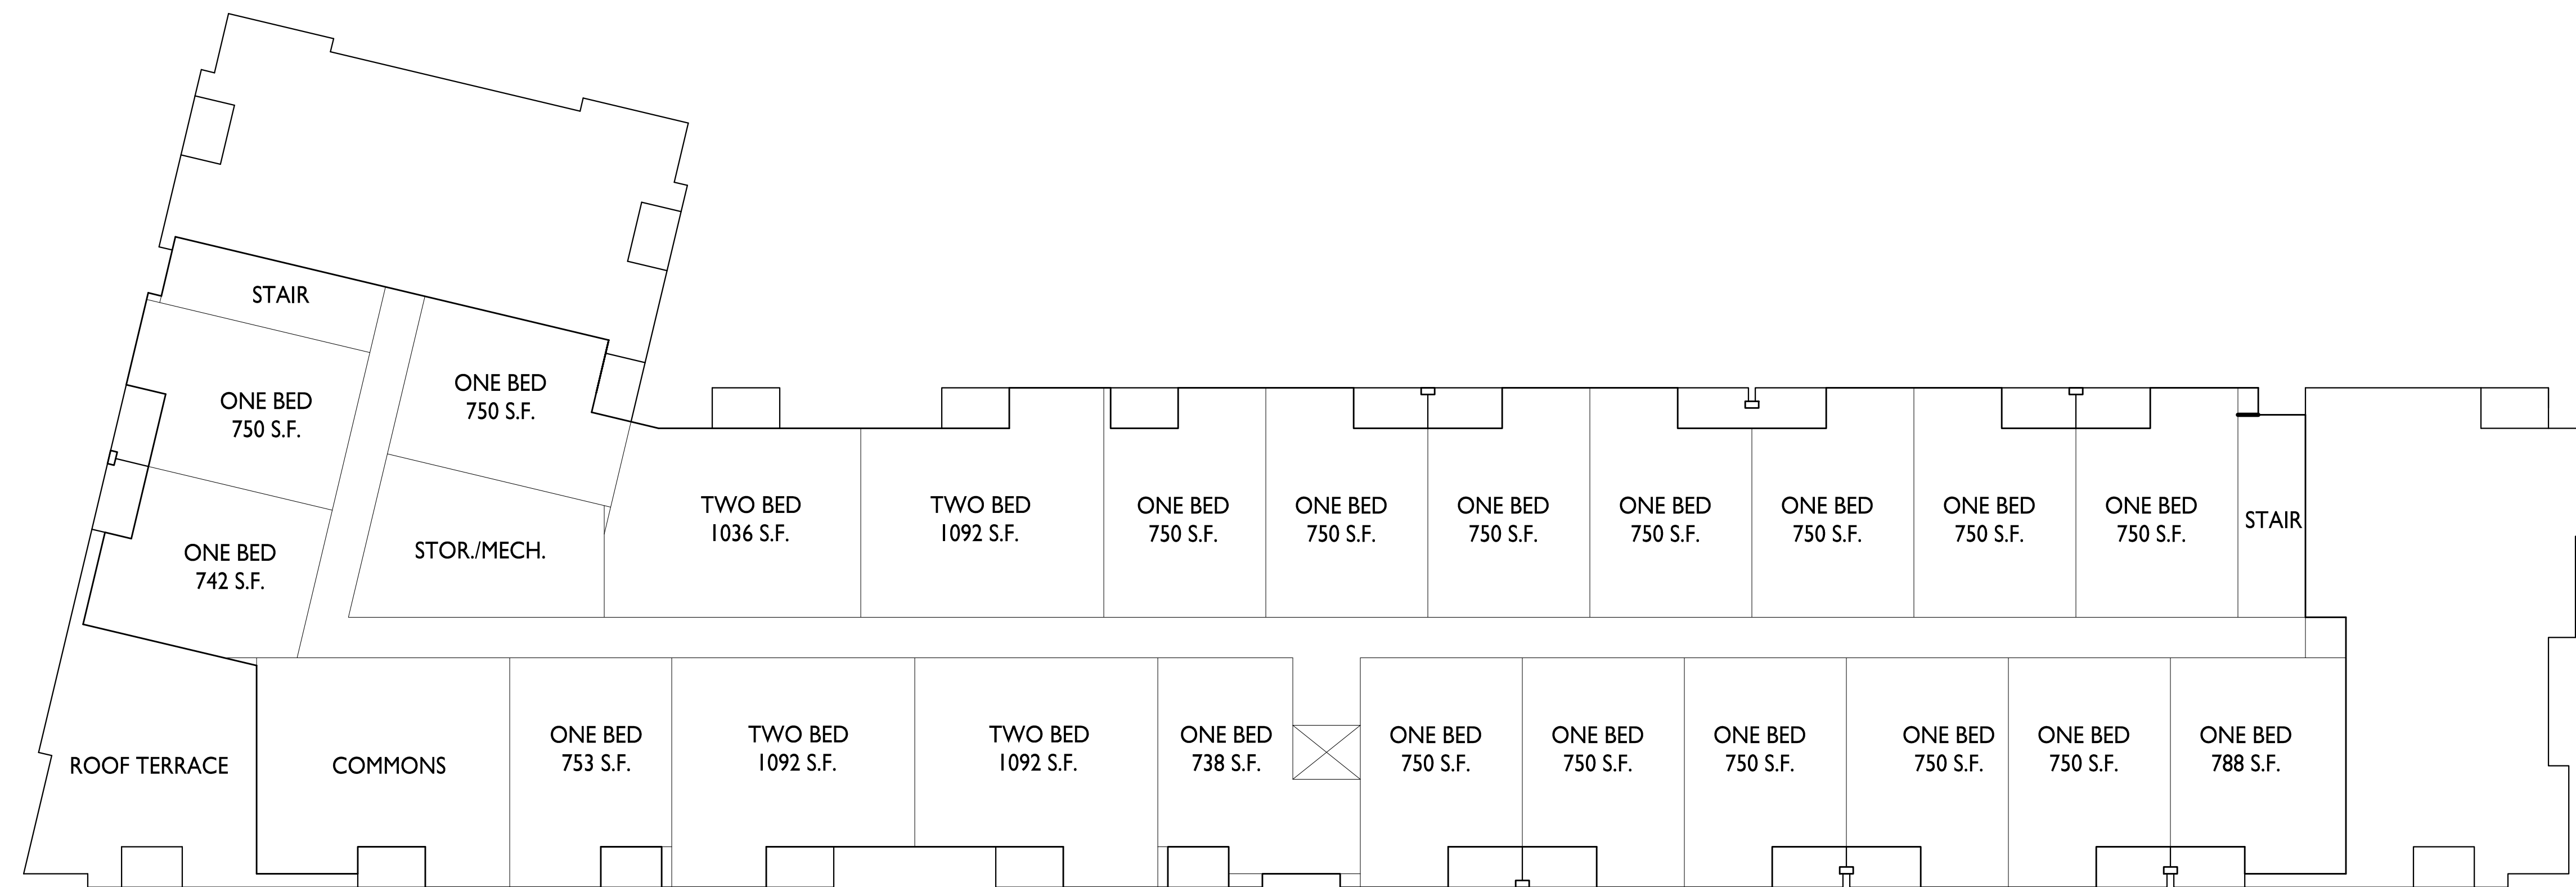 STAIR
ONE BED
750 S.F.
ONE BED
750 S.F.
ONE BED
742 S.F.
STOR./MECH.
TWO BED
1036 S.F.
TWO BED
1092 S.F.
ONE BED
750 S.F.
ONE BED
750 S.F.
ONE BED
750 S.F.
ONE BED
750 S.F.
ONE BED
750 S.F.
ONE BED
750 S.F.
ONE BED
750 S.F.
STAIR
ROOF TERRACE
COMMONS
ONE BED
753 S.F.
TWO BED
1092 S.F.
TWO BED
1092 S.F.
ONE BED
738 S.F.
ONE BED
750 S.F.
ONE BED
750 S.F.
ONE BED
750 S.F.
ONE BED
750 S.F.
ONE BED
750 S.F.
ONE BED
788 S.F.